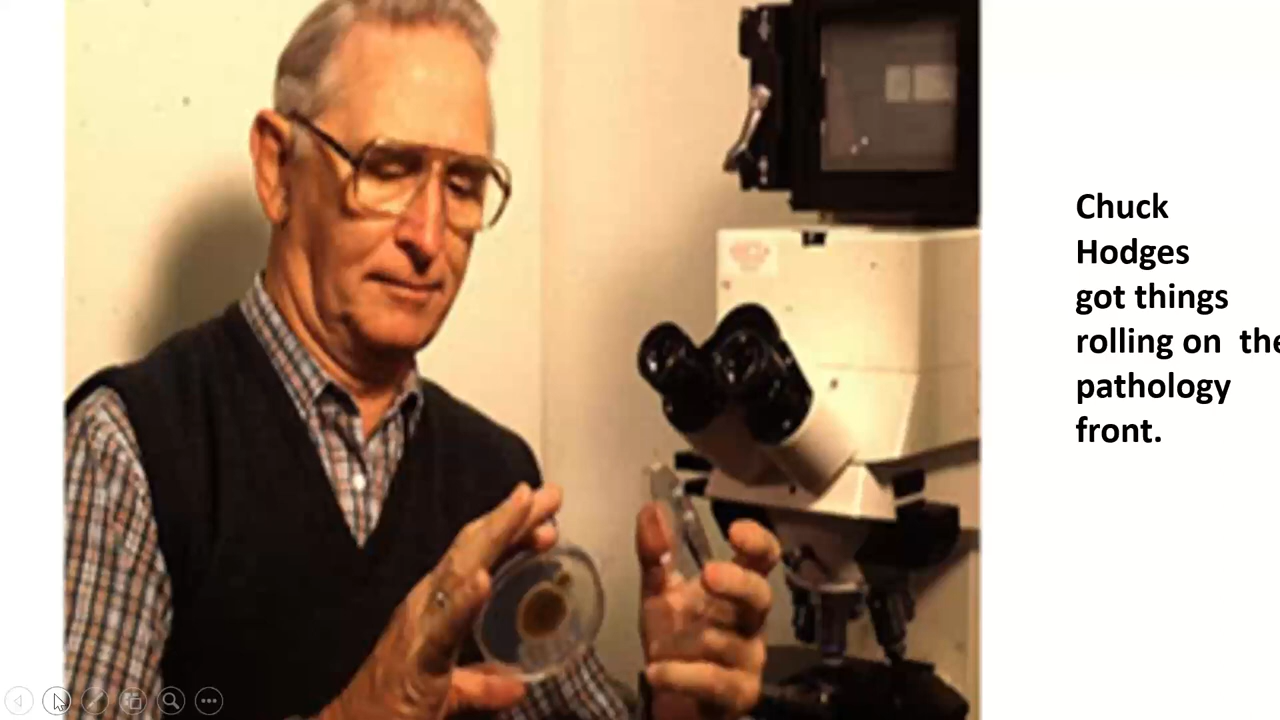 Chuck
Hodges
got things
rolling on the
pathology
front.